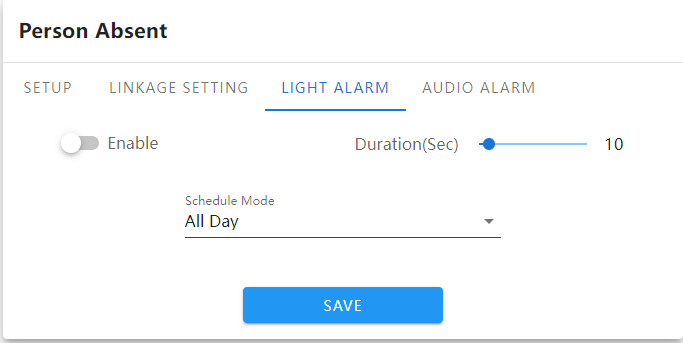 Person Absent
SETUP LINKAGE SETTING LIGHT ALARM AUDIO ALARM
Enable Duration(Sec) 10
Schedule Mode
All Day
SAVE